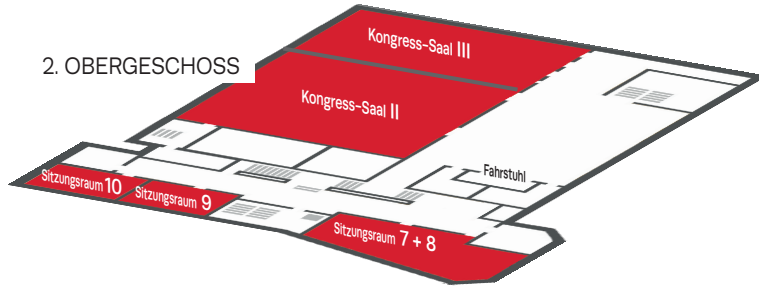 Kongress-Saal III
2. OBERGESCHOSS
Kongress-Saal II
Fahrstuhl
Sitzungsraum 10
Sitzungsraum 9
Sitzungsraum 7 + 8